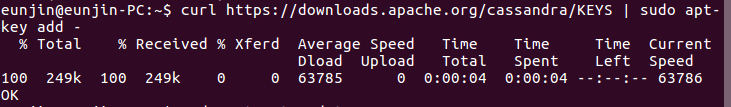 eunjin@eunjin-PC:~$ curl https://downloads.apache.org/cassandra/KEYS | sudo apt-
key add -
  % Total    % Received % Xferd  Average Speed   Time    Time     Time  Current
                                 Dload  Upload   Total   Spent    Left  Speed
100  249k  100  249k    0     0  63785      0  0:00:04  0:00:04 --:--:-- 63786
OK